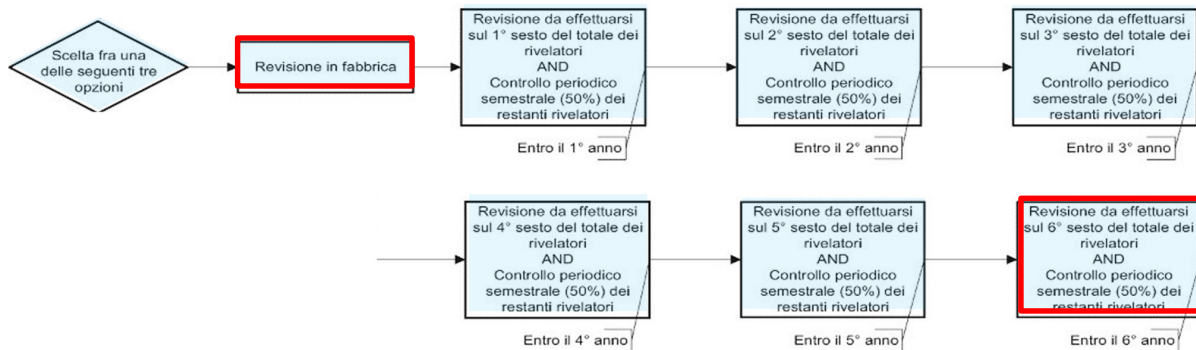 Scelta fra una
delle seguenti tre
opzioni
Revisione in fabbrica
Revisione da effettuarsi
sul 1° sesto del totale dei
rivelatori
AND
Controllo periodico
semestrale (50%) dei
restanti rivelatori
Entro il 1° anno
Revisione da effettuarsi
sul 2° sesto del totale dei
rivelatori
AND
Controllo periodico
semestrale (50%) dei
restanti rivelatori
Entro il 2° anno
Revisione da effettuarsi
sul 3° sesto del totale dei
rivelatori
AND
Controllo periodico
semestrale (50%) dei
restanti rivelatori
Entro il 3° anno
Revisione da effettuarsi
sul 4° sesto del totale dei
rivelatori
AND
Controllo periodico
semestrale (50%) dei
restanti rivelatori
Entro il 4° anno
Revisione da effettuarsi
sul 5° sesto del totale dei
rivelatori
AND
Controllo periodico
semestrale (50%) dei
restanti rivelatori
Entro il 5° anno
Revisione da effettuarsi
sul 6° sesto del totale dei
rivelatori
AND
Controllo periodico
semestrale (50%) dei
restanti rivelatori
Entro il 6° anno